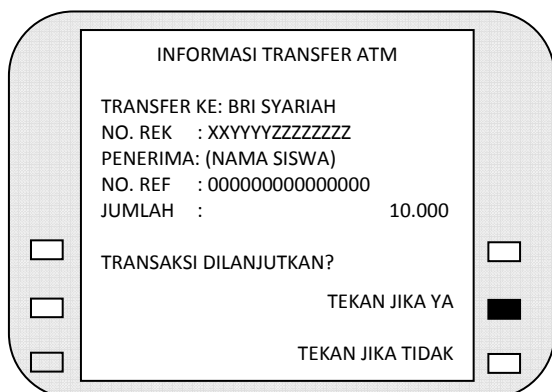 INFORMASI TRANSFER ATM
TRANSFER KE: BRI SYARIAH
NO. REK : XXYYYYZZZZZZZZ
PENERIMA: (NAMA SISWA)
NO. REF : 000000000000000
JUMLAH : 10.000
TRANSAKSI DILANJUTKAN?
TEKAN JIKA YA
TEKAN JIKA TIDAK